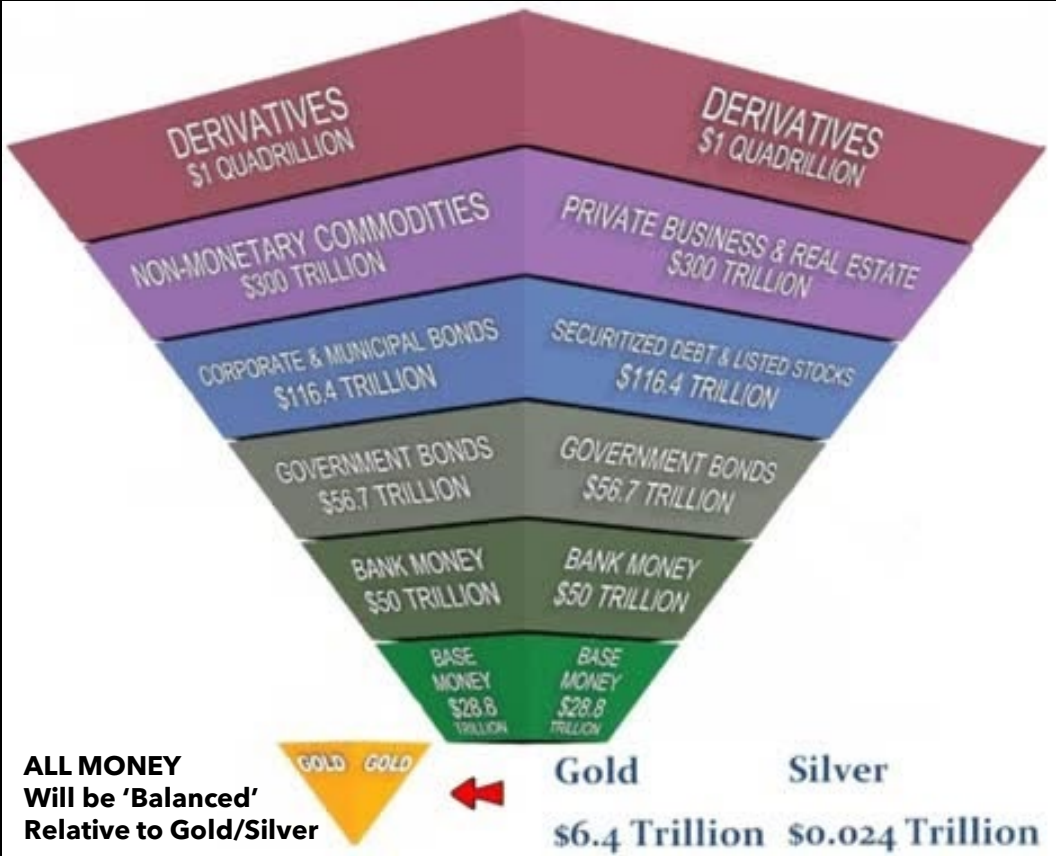 DERIVATIVES
$1 QUADRILLION
DERIVATIVES
$1 QUADRILLION
NON-MONETARY COMMODITIES
$300 TRILLION
PRIVATE BUSINESS & REAL ESTATE
$300 TRILLION
CORPORATE & MUNICIPAL BONDS
$116.4 TRILLION
SECURITIZED DEBT & LISTED STOCKS
$116.4 TRILLION
GOVERNMENT BONDS
$56.7 TRILLION
GOVERNMENT BONDS
$56.7 TRILLION
BANK MONEY
$50 TRILLION
BANK MONEY
$50 TRILLION
BASE
MONEY
$28.8
TRILLION
BASE
MONEY
$28.8
TRILLION
GOLD GOLD
ALL MONEY
Will be ‘Balanced’
Relative to Gold/Silver
Gold
$6.4 Trillion
Silver
$0.024 Trillion